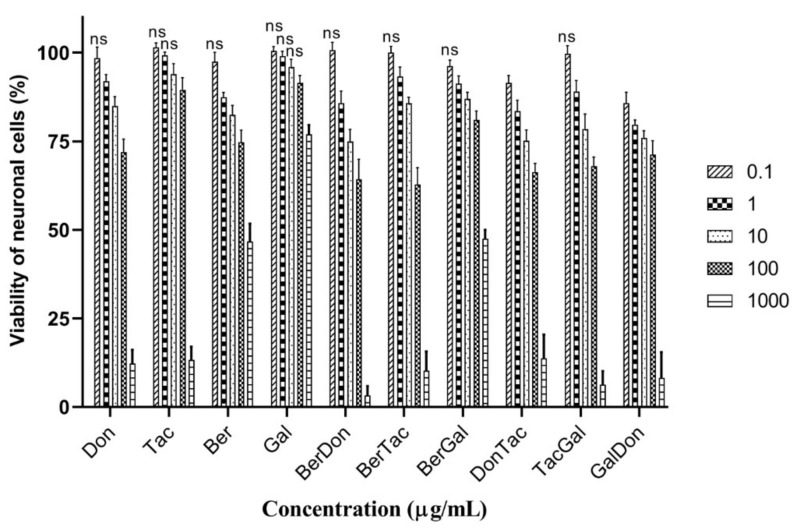 Viability of neuronal cells (%)
100
75
50
25
0
ns
ns
ns
ns
ns
ns
ns
ns
ns
ns
ns
Don
Tac
Ber
Gal
BerDon
BerTac
BerGal
DonTac
TacGal
GalDon
Concentration (μg/mL)
0.1
1
10
100
1000